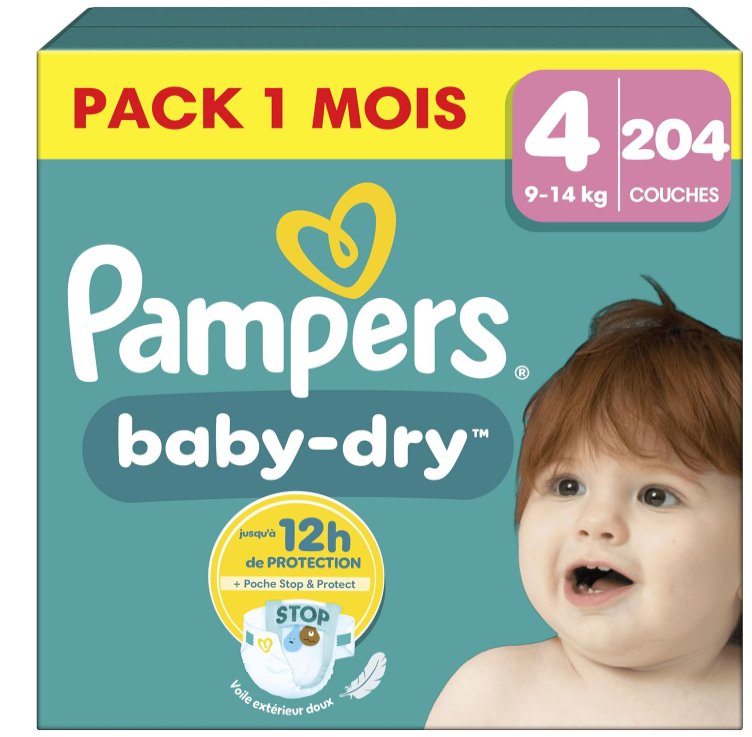 PACK 1 MOIS
4
9-14 kg
204
COUCHES
Pampers®
baby-dry™
jusqu'à 12h
de PROTECTION
+ Poche Stop & Protect
STOP
Voile extérieur doux